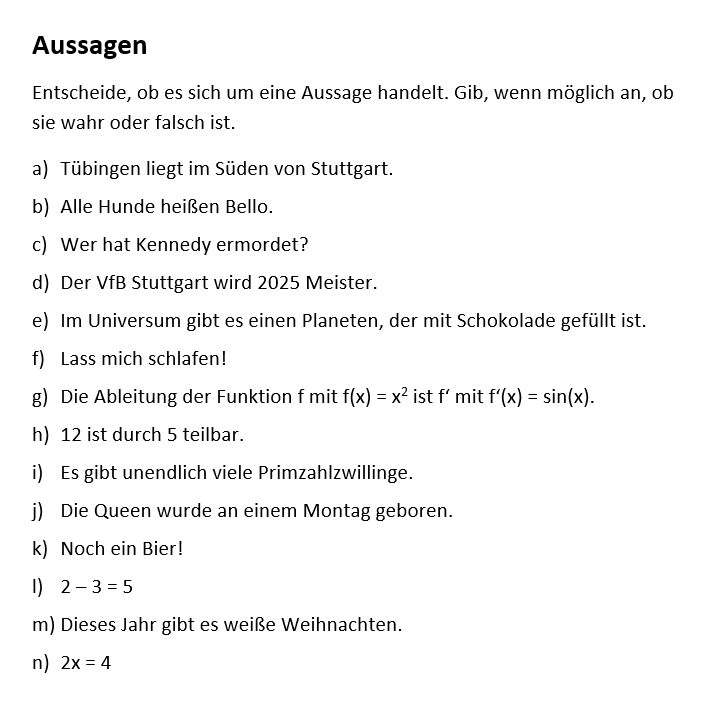 Aussagen
Entscheide, ob es sich um eine Aussage handelt. Gib, wenn möglich an, ob
sie wahr oder falsch ist.
a) Tübingen liegt im Süden von Stuttgart.
b) Alle Hunde heißen Bello.
c) Wer hat Kennedy ermordet?
d) Der VfB Stuttgart wird 2025 Meister.
e) Im Universum gibt es einen Planeten, der mit Schokolade gefüllt ist.
f) Lass mich schlafen!
g) Die Ableitung der Funktion f mit f(x) = x² ist f‘ mit f‘(x) = sin(x).
h) 12 ist durch 5 teilbar.
i) Es gibt unendlich viele Primzahlzwillinge.
j) Die Queen wurde an einem Montag geboren.
k) Noch ein Bier!
l) 2 – 3 = 5
m) Dieses Jahr gibt es weiße Weihnachten.
n) 2x = 4